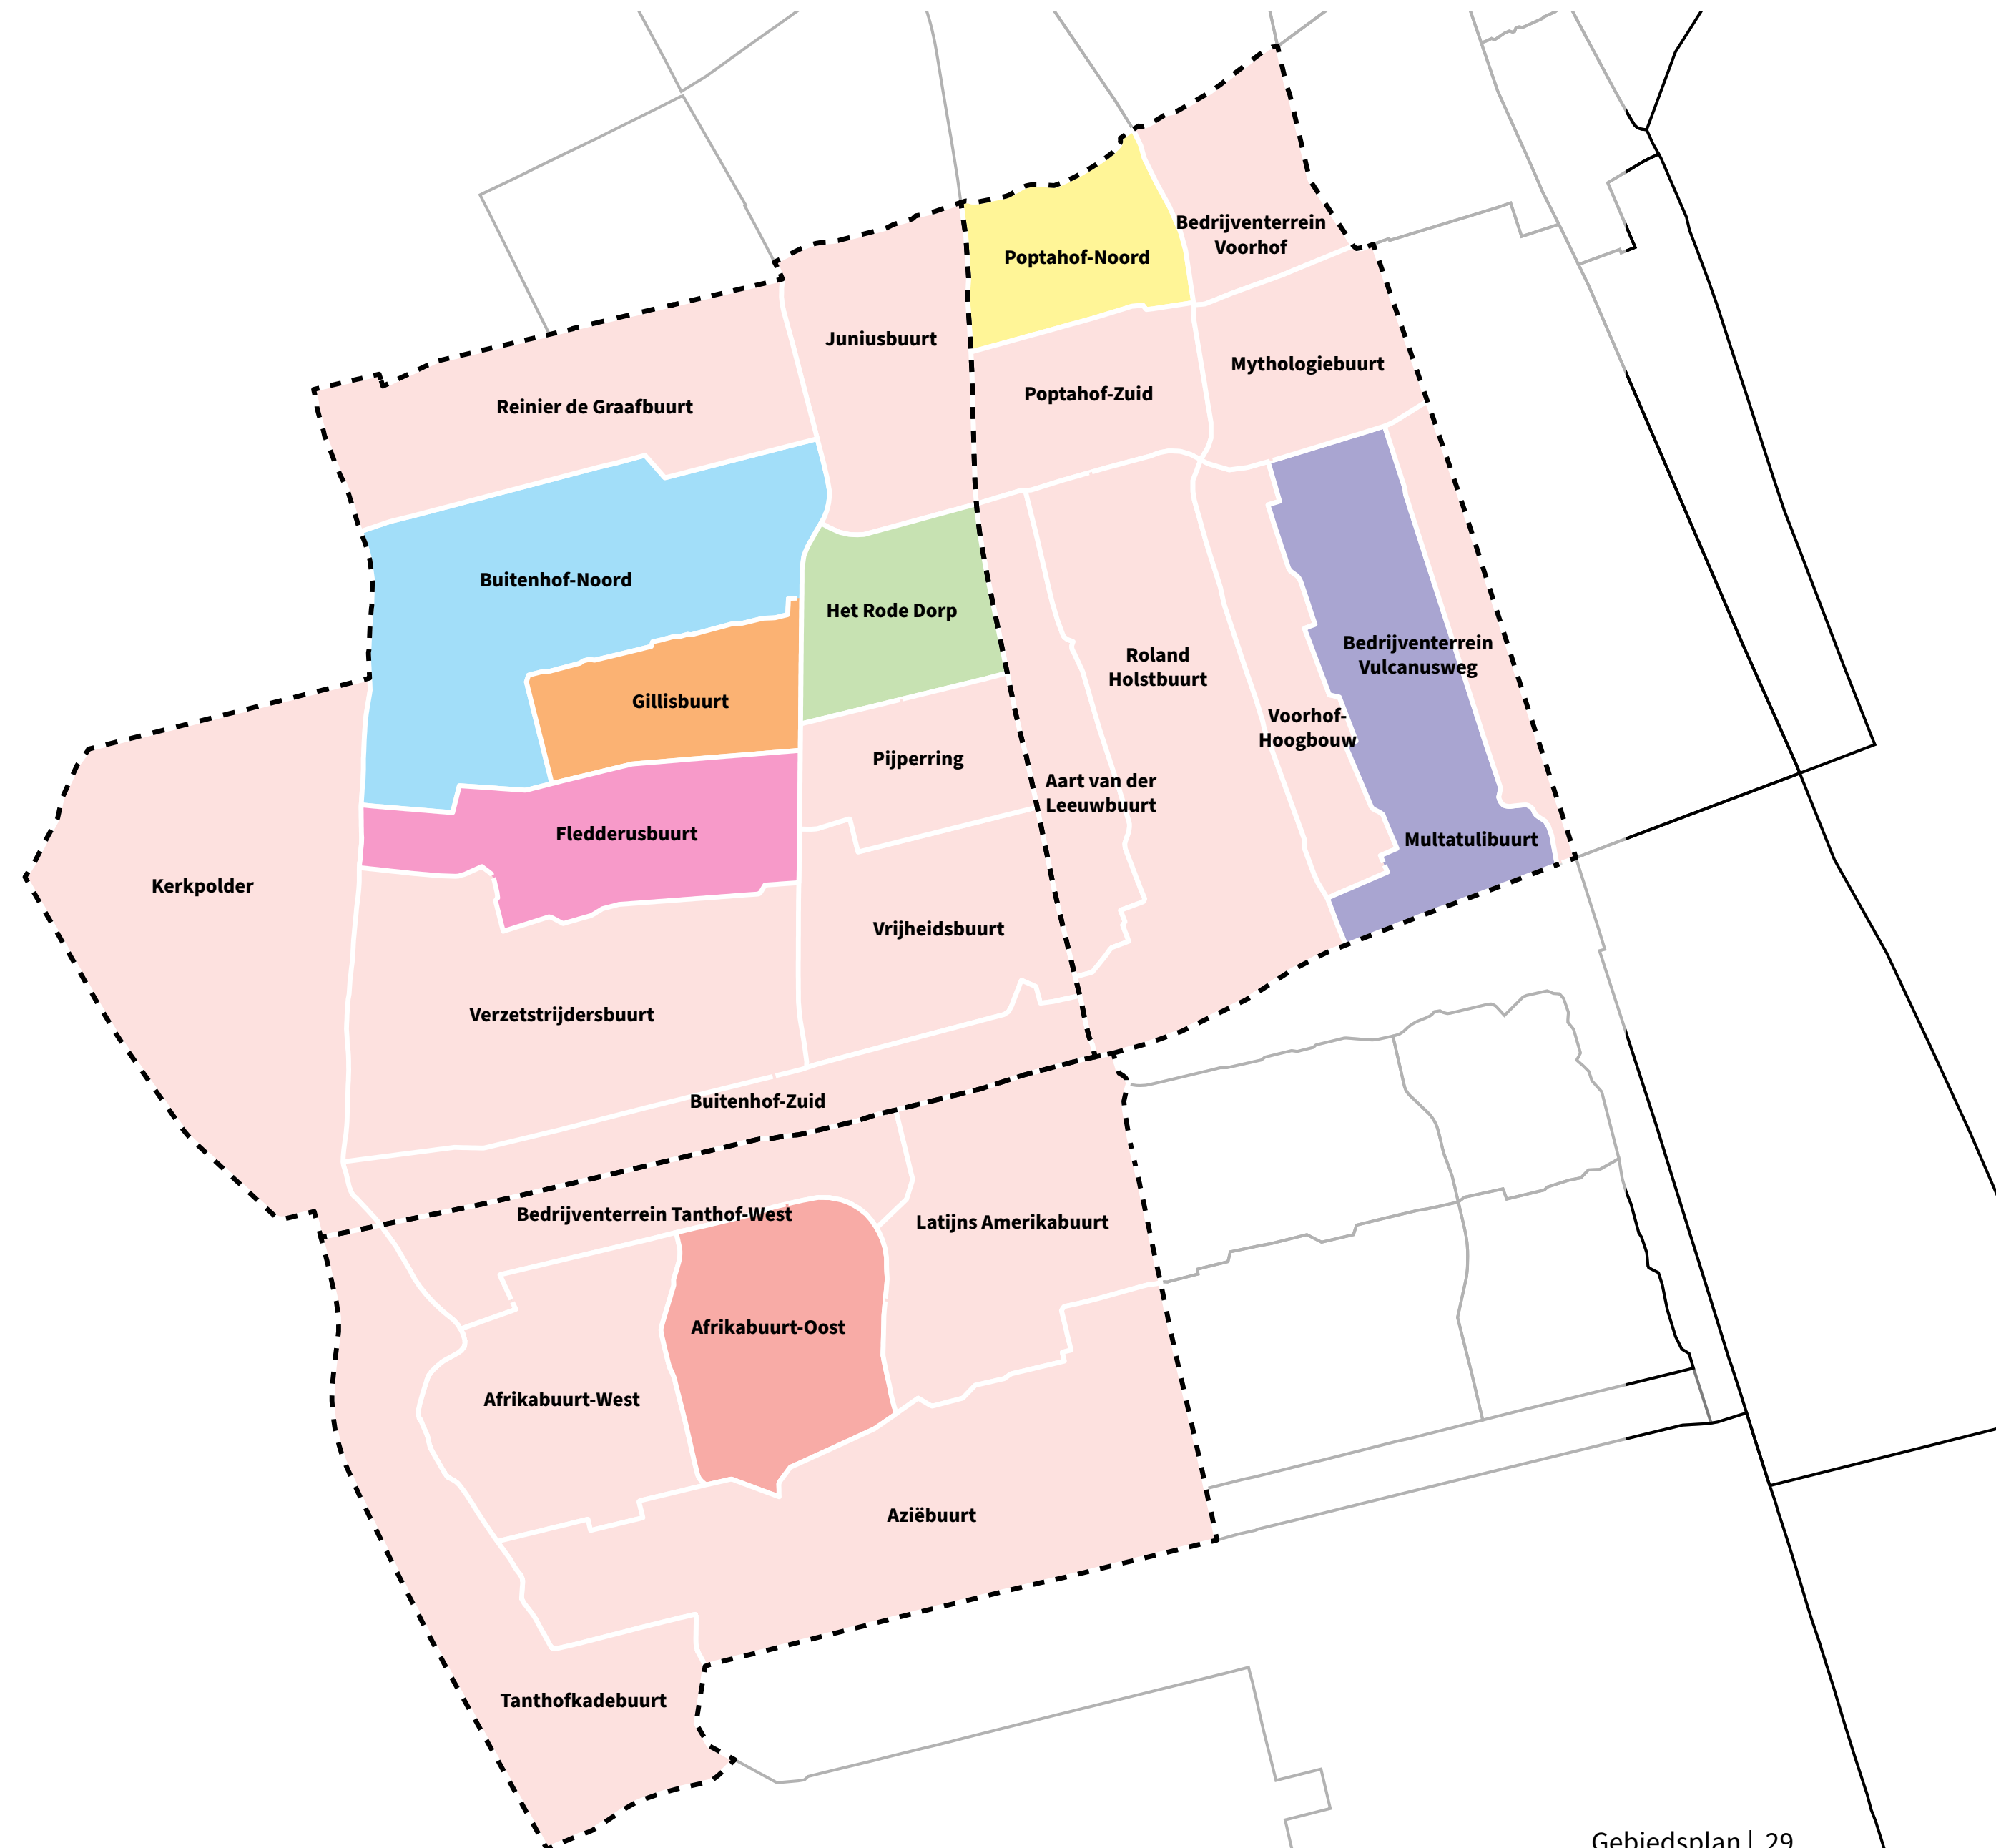 Bedrijventerrein
Voorhof
Poptahof-Noord
Juniusbuurt
Mythologiebuurt
Poptahof-Zuid
Reinier de Graafbuurt
Buitenhof-Noord
Het Rode Dorp
Roland
Holstbuurt
Bedrijventerrein
Vulcanusweg
Gillisbuurt
Voorhof-
Hoogbouw
Pijperring
Aart van der
Leeuwbuurt
Fledderusbuurt
Multatulibuurt
Kerkpolder
Vrijheidsbuurt
Verzetstrijdersbuurt
Buitenhof-Zuid
Bedrijventerrein Tanthof-West
Latijns Amerikabuurt
Afrikabuurt-Oost
Afrikabuurt-West
Aziëbuurt
Tanthofkadebuurt
Gebiedsplan | 29